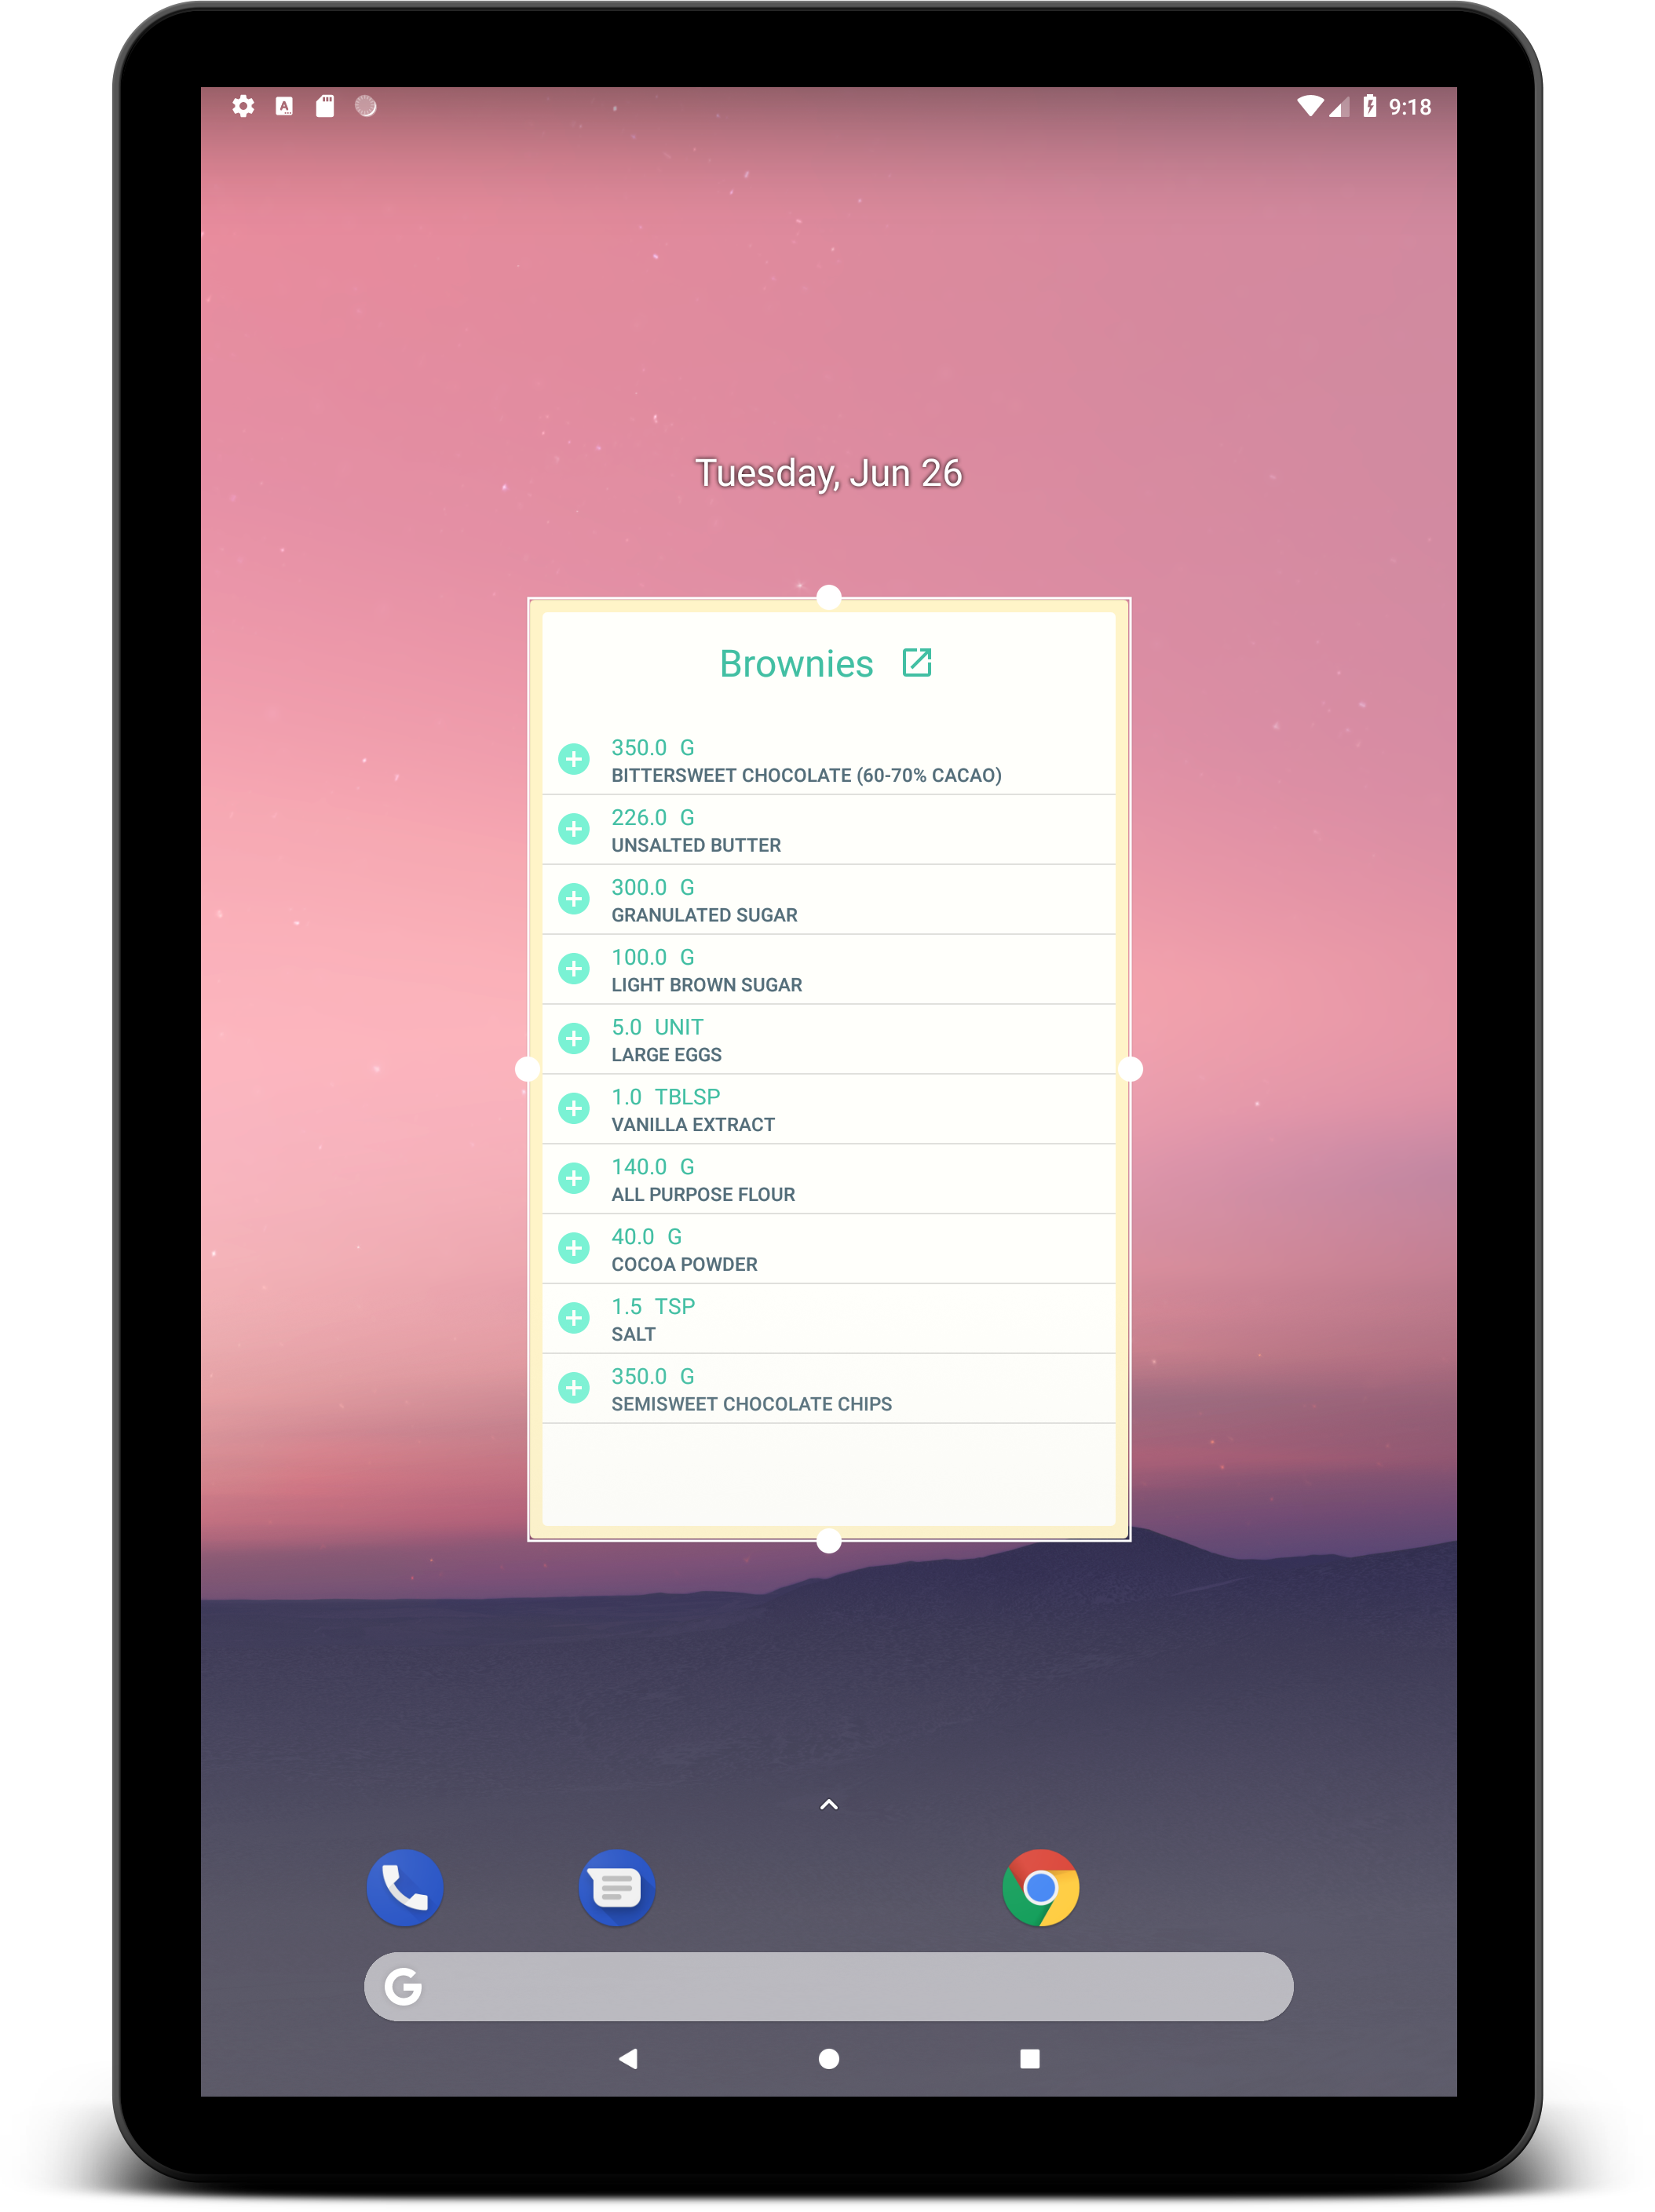 9:18
Tuesday, Jun 26
Brownies
350.0 G
BITTERSWEET CHOCOLATE (60-70% CACAO)
226.0 G
UNSALTED BUTTER
300.0 G
GRANULATED SUGAR
100.0 G
LIGHT BROWN SUGAR
5.0 UNIT
LARGE EGGS
1.0 TBLSP
VANILLA EXTRACT
140.0 G
ALL PURPOSE FLOUR
40.0 G
COCOA POWDER
1.5 TSP
SALT
350.0 G
SEMISWEET CHOCOLATE CHIPS
G